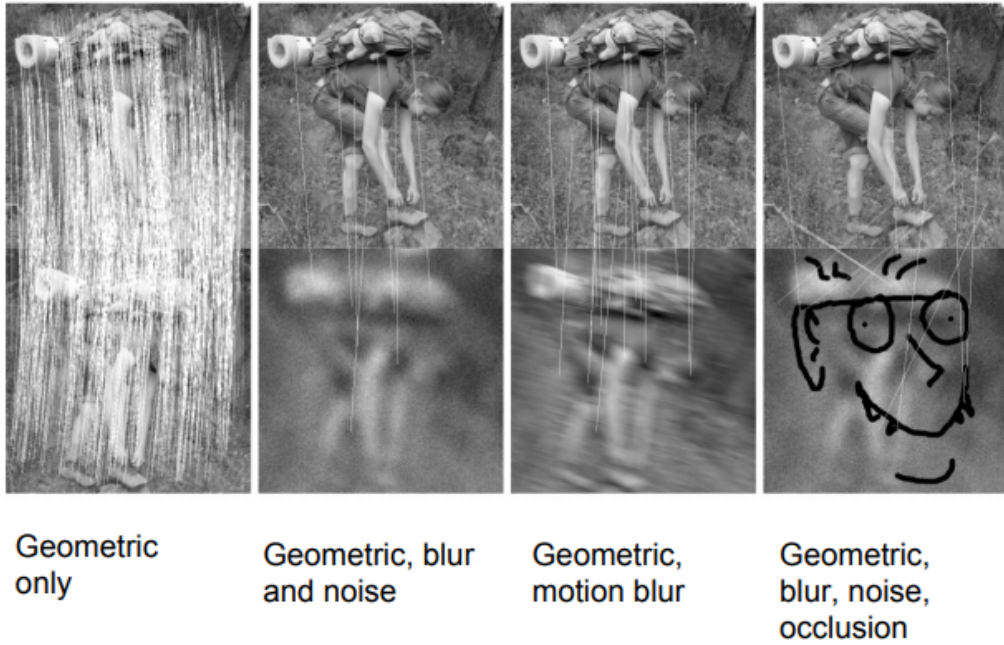 Geometric
only
Geometric, blur
and noise
Geometric,
motion blur
Geometric,
blur, noise,
occlusion